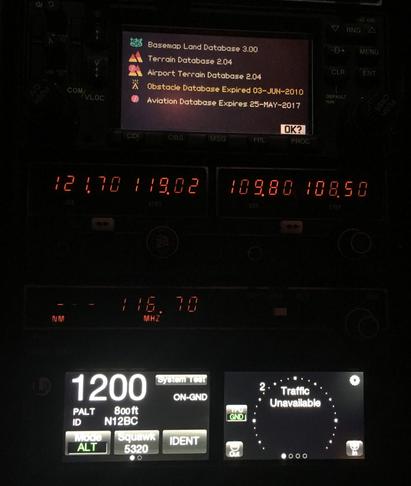 RNG
MENU
CLR
ENT
COM
VLOC
Basemap Land Database 3.00
Terrain Database 2.04
Airport Terrain Database 2.04
Obstacle Database Expired 03-JUN-2010
Aviation Database Expires 25-MAY-2017
OK?
CDI OBS MSG FPL PROC
121.70 119.02 109.80 108.50
- - - 116.70
NM MHZ
1200 System Test
ON-GND
PALT 800ft
ID N12BC
Mode
ALT
Squawk
5320
IDENT
2
Traffic
Unavailable
GND